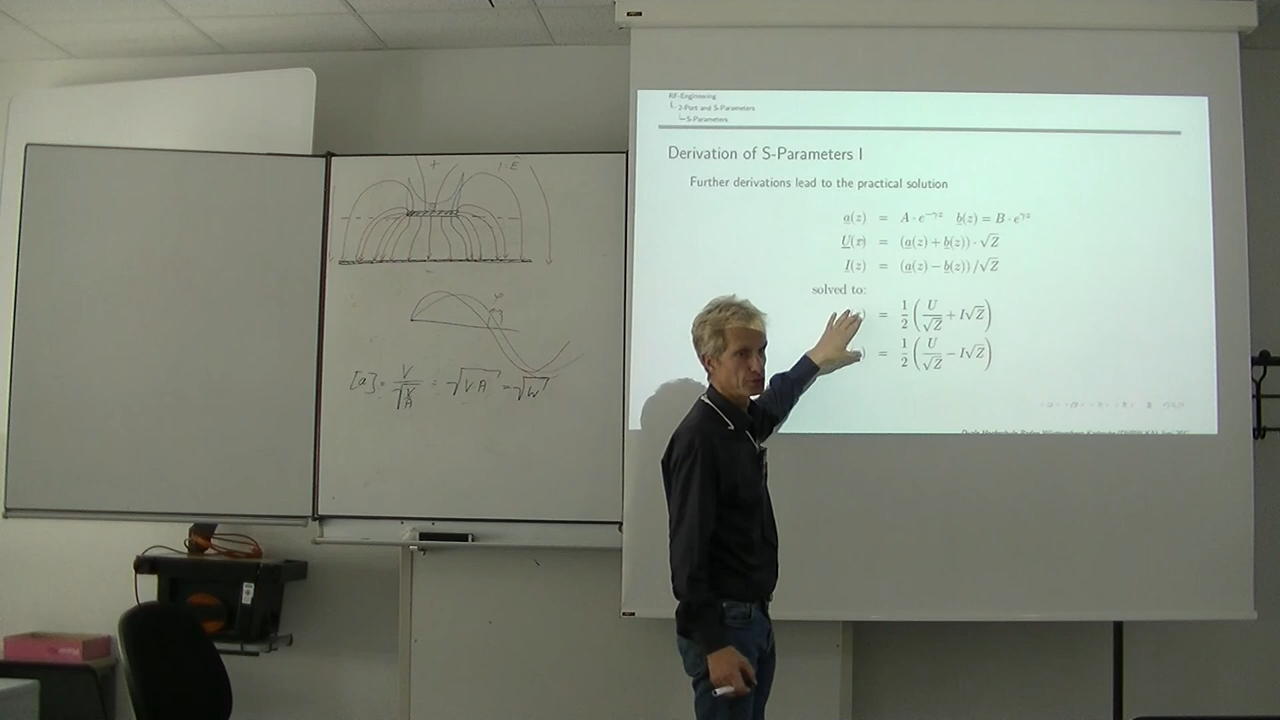 + 1·E
φ
[a] = V/√(V/A) = √VA = √W
RF-Engineering
2-Port and S-Parameters
S-Parameters
Derivation of S-Parameters I
Further derivations lead to the practical solution
a(z) = A · e^−γz b(z) = B · e^γz
U(z) = (a(z) + b(z)) · √Z
I(z) = (a(z) − b(z)) /√Z
solved to:
) = 1/2 (U/√Z + I√Z)
) = 1/2 (U/√Z − I√Z)